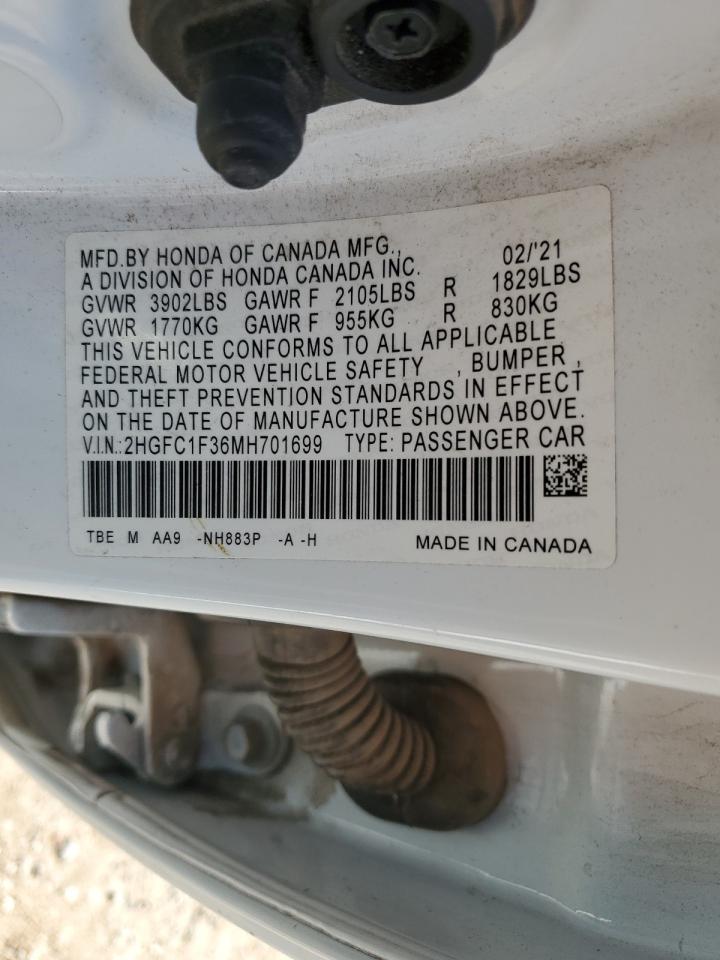 MFD.BY HONDA OF CANADA MFG., 02/'21
A DIVISION OF HONDA CANADA INC.
GVWR 3902LBS GAWR F 2105LBS R 1829LBS
GVWR 1770KG GAWR F 955KG R 830KG
THIS VEHICLE CONFORMS TO ALL APPLICABLE
FEDERAL MOTOR VEHICLE SAFETY , BUMPER ,
AND THEFT PREVENTION STANDARDS IN EFFECT
ON THE DATE OF MANUFACTURE SHOWN ABOVE.
V.I.N.:2HGFC1F36MH701699 TYPE: PASSENGER CAR
TBE M AA9 -NH883P -A -H MADE IN CANADA